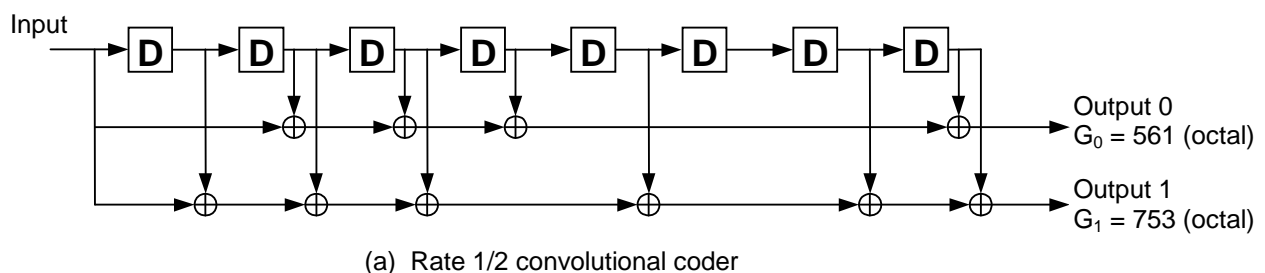 Input
D D D D D D D D
Output 0
G₀ = 561 (octal)
Output 1
G₁ = 753 (octal)
(a) Rate 1/2 convolutional coder